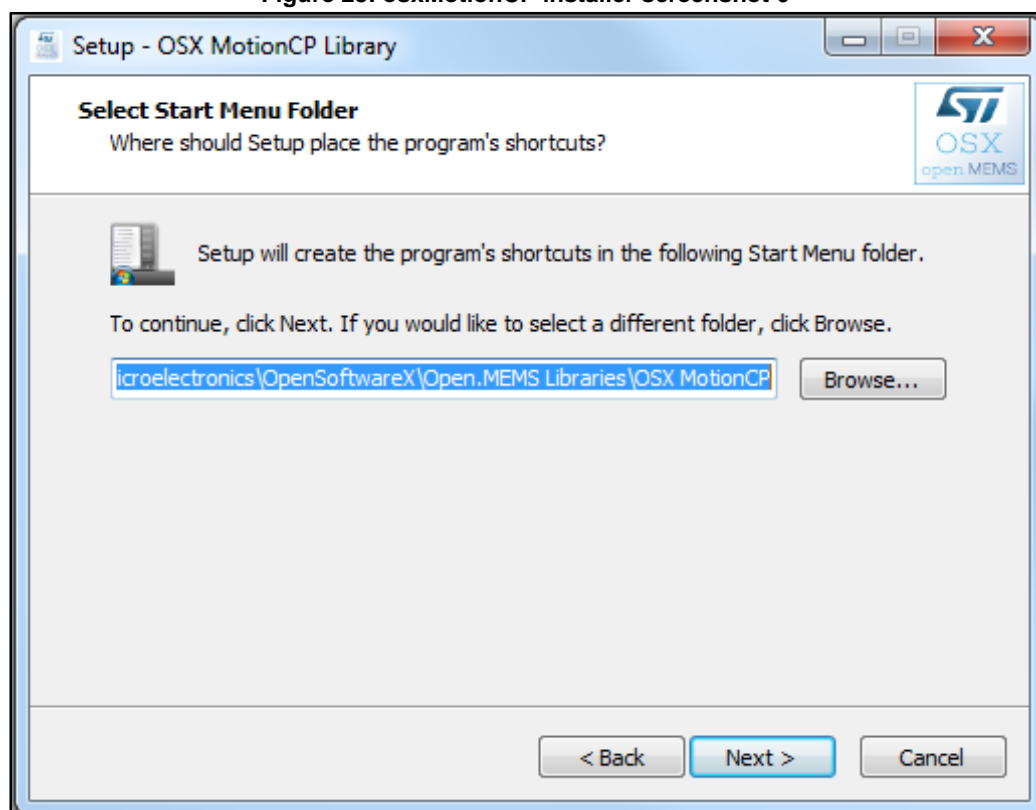 Setup - OSX MotionCP Library
Select Start Menu Folder
Where should Setup place the program's shortcuts?
OSX
open.MEMS
Setup will create the program's shortcuts in the following Start Menu folder.
To continue, click Next. If you would like to select a different folder, click Browse.
icroelectronics\OpenSoftwareX\Open.MEMS Libraries\OSX MotionCP
Browse...
< Back
Next >
Cancel